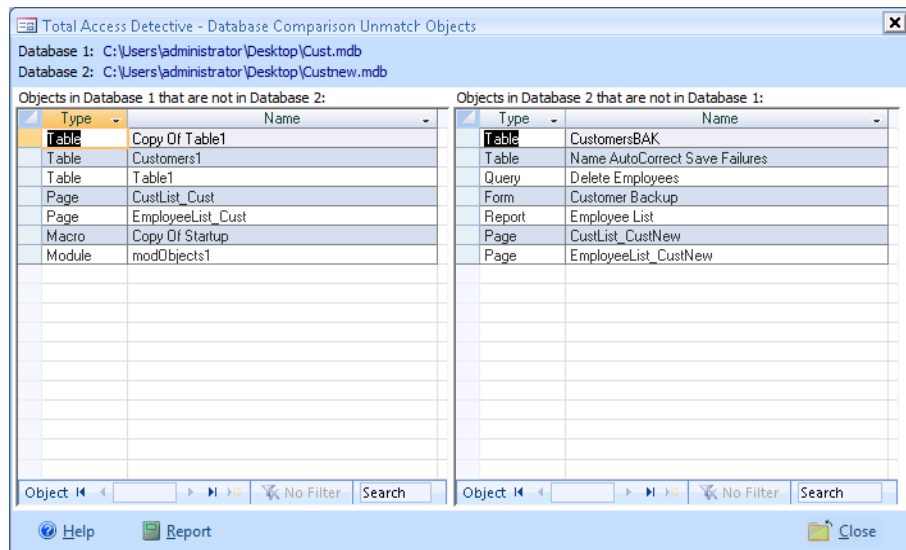 Total Access Detective - Database Comparison Unmatch Objects
Database 1: C:\Users\administrator\Desktop\Cust.mdb
Database 2: C:\Users\administrator\Desktop\Custnew.mdb
Objects in Database 1 that are not in Database 2:
Type Name
Table Copy Of Table1
Table Customers1
Table Table1
Page CustList_Cust
Page EmployeeList_Cust
Macro Copy Of Startup
Module modObjects1
Object No Filter Search
Objects in Database 2 that are not in Database 1:
Type Name
Table CustomersBAK
Table Name AutoCorrect Save Failures
Query Delete Employees
Form Customer Backup
Report Employee List
Page CustList_CustNew
Page EmployeeList_CustNew
Object No Filter Search
Help Report Close